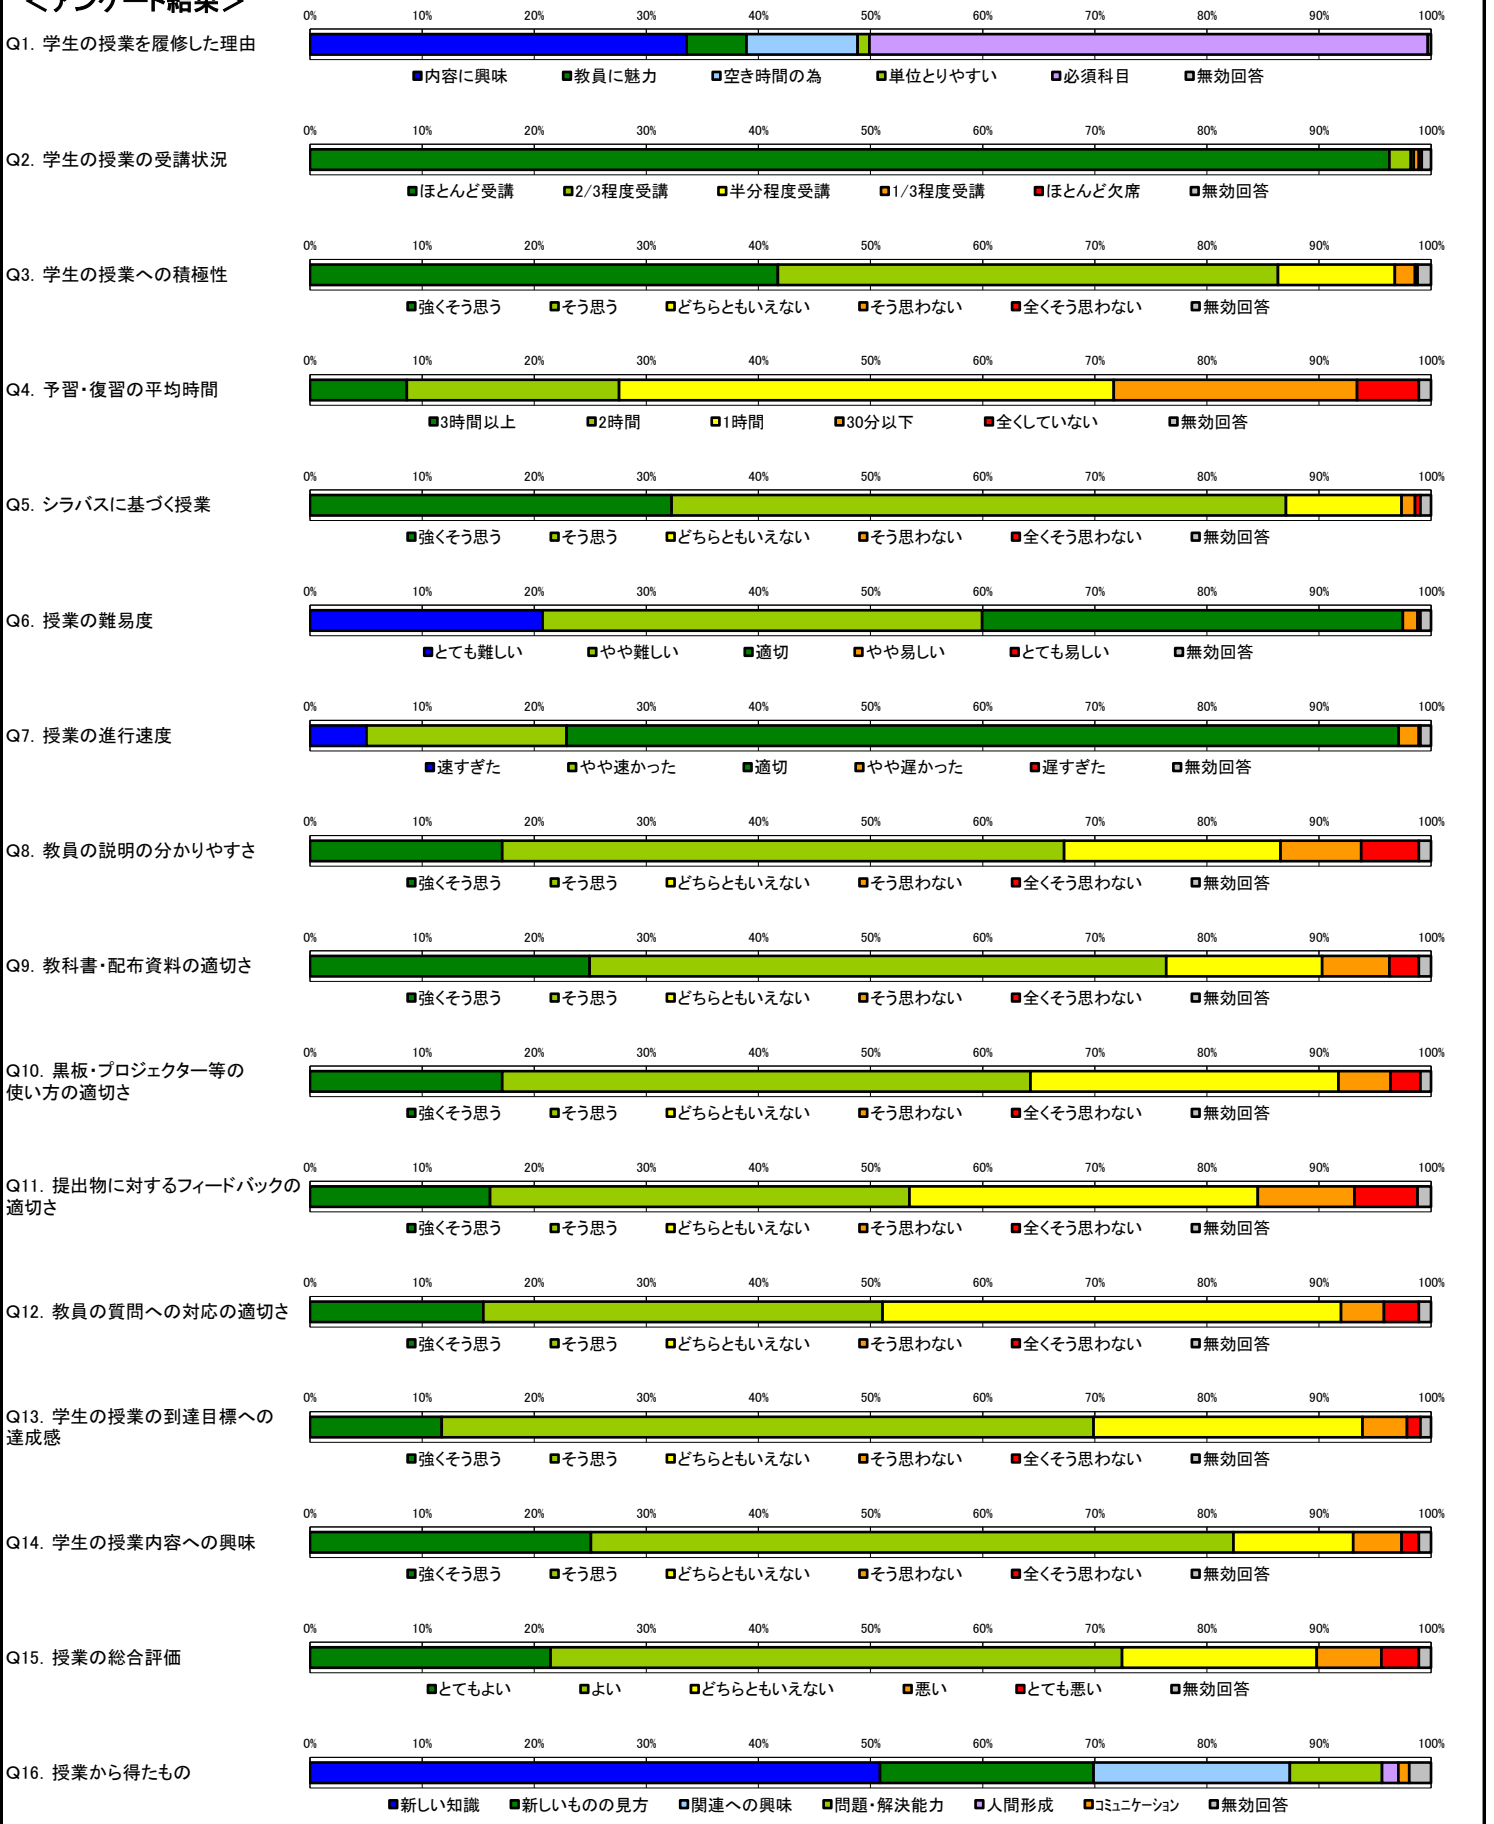 ＜アンケート結果＞
0% 10% 20% 30% 40% 50% 60% 70% 80% 90% 100%
Q1. 学生の授業を履修した理由
内容に興味 教員に魅力 空き時間の為 単位とりやすい 必須科目 無効回答
0% 10% 20% 30% 40% 50% 60% 70% 80% 90% 100%
Q2. 学生の授業の受講状況
ほとんど受講 2/3程度受講 半分程度受講 1/3程度受講 ほとんど欠席 無効回答
0% 10% 20% 30% 40% 50% 60% 70% 80% 90% 100%
Q3. 学生の授業への積極性
強くそう思う そう思う どちらともいえない そう思わない 全くそう思わない 無効回答
0% 10% 20% 30% 40% 50% 60% 70% 80% 90% 100%
Q4. 予習・復習の平均時間
3時間以上 2時間 1時間 30分以下 全くしていない 無効回答
0% 10% 20% 30% 40% 50% 60% 70% 80% 90% 100%
Q5. シラバスに基づく授業
強くそう思う そう思う どちらともいえない そう思わない 全くそう思わない 無効回答
0% 10% 20% 30% 40% 50% 60% 70% 80% 90% 100%
Q6. 授業の難易度
とても難しい やや難しい 適切 やや易しい とても易しい 無効回答
0% 10% 20% 30% 40% 50% 60% 70% 80% 90% 100%
Q7. 授業の進行速度
速すぎた やや速かった 適切 やや遅かった 遅すぎた 無効回答
0% 10% 20% 30% 40% 50% 60% 70% 80% 90% 100%
Q8. 教員の説明の分かりやすさ
強くそう思う そう思う どちらともいえない そう思わない 全くそう思わない 無効回答
0% 10% 20% 30% 40% 50% 60% 70% 80% 90% 100%
Q9. 教科書・配布資料の適切さ
強くそう思う そう思う どちらともいえない そう思わない 全くそう思わない 無効回答
0% 10% 20% 30% 40% 50% 60% 70% 80% 90% 100%
Q10. 黒板・プロジェクター等の
使い方の適切さ
強くそう思う そう思う どちらともいえない そう思わない 全くそう思わない 無効回答
0% 10% 20% 30% 40% 50% 60% 70% 80% 90% 100%
Q11. 提出物に対するフィードバックの
適切さ
強くそう思う そう思う どちらともいえない そう思わない 全くそう思わない 無効回答
0% 10% 20% 30% 40% 50% 60% 70% 80% 90% 100%
Q12. 教員の質問への対応の適切さ
強くそう思う そう思う どちらともいえない そう思わない 全くそう思わない 無効回答
0% 10% 20% 30% 40% 50% 60% 70% 80% 90% 100%
Q13. 学生の授業の到達目標への
達成感
強くそう思う そう思う どちらともいえない そう思わない 全くそう思わない 無効回答
0% 10% 20% 30% 40% 50% 60% 70% 80% 90% 100%
Q14. 学生の授業内容への興味
強くそう思う そう思う どちらともいえない そう思わない 全くそう思わない 無効回答
0% 10% 20% 30% 40% 50% 60% 70% 80% 90% 100%
Q15. 授業の総合評価
とてもよい よい どちらともいえない 悪い とても悪い 無効回答
0% 10% 20% 30% 40% 50% 60% 70% 80% 90% 100%
Q16. 授業から得たもの
新しい知識 新しいものの見方 関連への興味 問題・解決能力 人間形成 ｺﾐｭﾆｹｰｼｮﾝ 無効回答